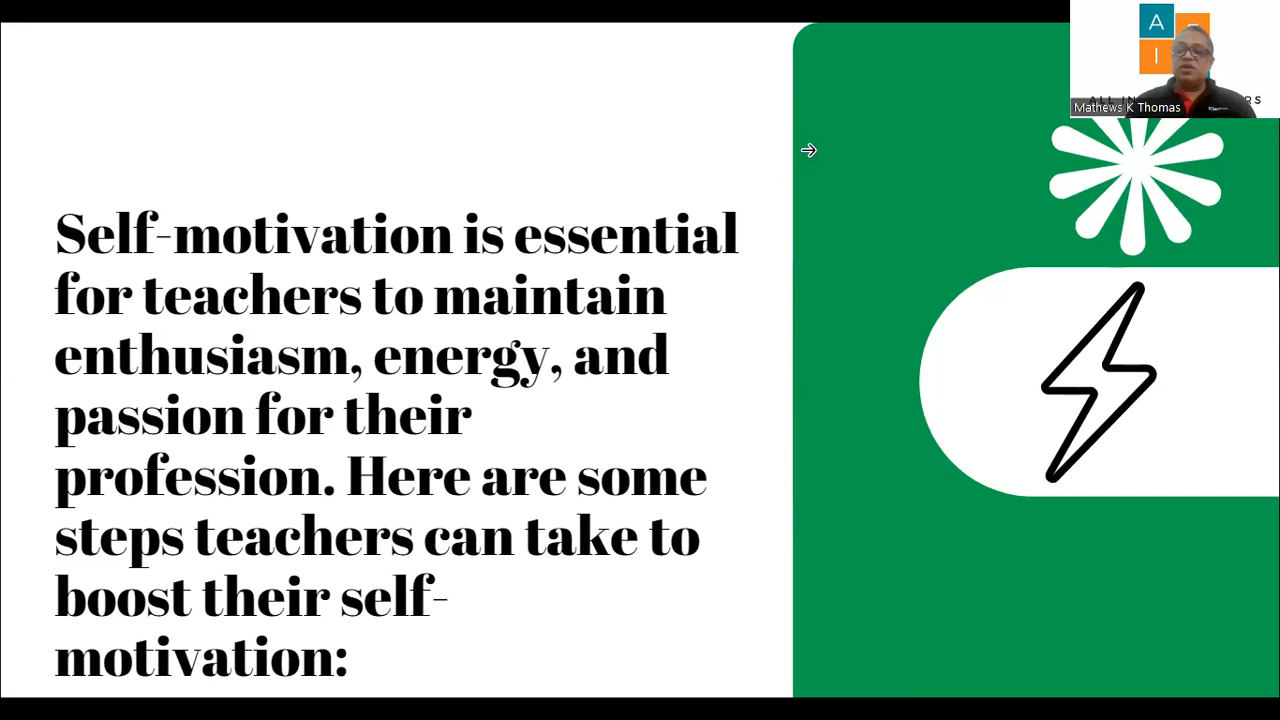 A
I
Mathews K Thomas
Self-motivation is essential
for teachers to maintain
enthusiasm, energy, and
passion for their
profession. Here are some
steps teachers can take to
boost their self-
motivation: